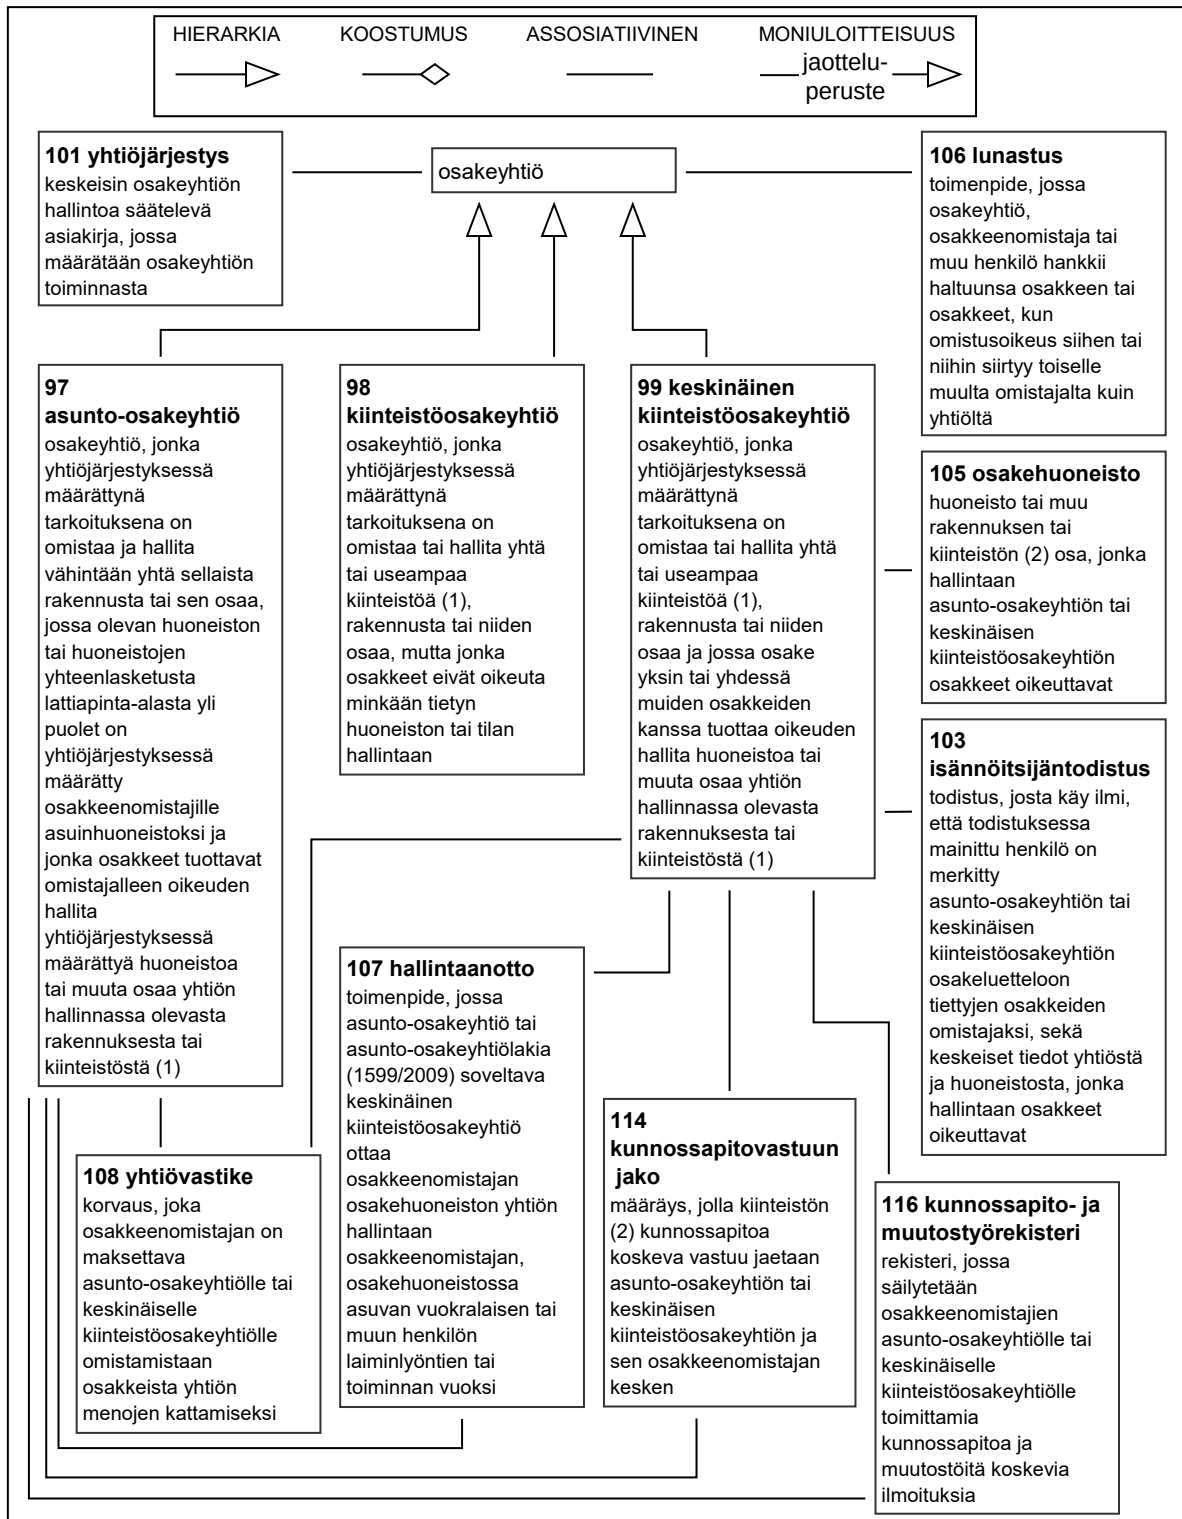 HIERARKIA
KOOSTUMUS
ASSOSIATIIVINEN
MONIULOITTEISUUS
jaottelu-
peruste
101 yhtiöjärjestys
keskeisin osakeyhtiön
hallintoa säätelevä
asiakirja, jossa
määrätään osakeyhtiön
toiminnasta
osakeyhtiö
106 lunastus
toimenpide, jossa
osakeyhtiö,
osakkeenomistaja tai
muu henkilö hankkii
haltuunsa osakkeen tai
osakkeet, kun
omistusoikeus siihen tai
niihin siirtyy toiselle
muulta omistajalta kuin
yhtiöltä
97
asunto-osakeyhtiö
osakeyhtiö, jonka
yhtiöjärjestyksessä
määrättynä
tarkoituksena on
omistaa ja hallita
vähintään yhtä sellaista
rakennusta tai sen osaa,
jossa olevan huoneiston
tai huoneistojen
yhteenlasketusta
lattiapinta-alasta yli
puolet on
yhtiöjärjestyksessä
määrätty
osakkeenomistajille
asuinhuoneistoksi ja
jonka osakkeet tuottavat
omistajalleen oikeuden
hallita
yhtiöjärjestyksessä
määrättyä huoneistoa
tai muuta osaa yhtiön
hallinnassa olevasta
rakennuksesta tai
kiinteistöstä (1)
98
kiinteistöosakeyhtiö
osakeyhtiö, jonka
yhtiöjärjestyksessä
määrättynä
tarkoituksena on
omistaa tai hallita yhtä
tai useampaa
kiinteistöä (1),
rakennusta tai niiden
osaa, mutta jonka
osakkeet eivät oikeuta
minkään tietyn
huoneiston tai tilan
hallintaan
99 keskinäinen
kiinteistöosakeyhtiö
osakeyhtiö, jonka
yhtiöjärjestyksessä
määrättynä
tarkoituksena on
omistaa tai hallita yhtä
tai useampaa
kiinteistöä (1),
rakennusta tai niiden
osaa ja jossa osake
yksin tai yhdessä
muiden osakkeiden
kanssa tuottaa oikeuden
hallita huoneistoa tai
muuta osaa yhtiön
hallinnassa olevasta
rakennuksesta tai
kiinteistöstä (1)
105 osakehuoneisto
huoneisto tai muu
rakennuksen tai
kiinteistön (2) osa, jonka
hallintaan
asunto-osakeyhtiön tai
keskinäisen
kiinteistöosakeyhtiön
osakkeet oikeuttavat
103
isännöitsijäntodistus
todistus, josta käy ilmi,
että todistuksessa
mainittu henkilö on
merkitty
asunto-osakeyhtiön tai
keskinäisen
kiinteistöosakeyhtiön
osakeluetteloon
tiettyjen osakkeiden
omistajaksi, sekä
keskeiset tiedot yhtiöstä
ja huoneistosta, jonka
hallintaan osakkeet
oikeuttavat
108 yhtiövastike
korvaus, joka
osakkeenomistajan on
maksettava
asunto-osakeyhtiölle tai
keskinäiselle
kiinteistöosakeyhtiölle
omistamistaan
osakkeista yhtiön
menojen kattamiseksi
107 hallintaanotto
toimenpide, jossa
asunto-osakeyhtiö tai
asunto-osakeyhtiölakia
(1599/2009) soveltava
keskinäinen
kiinteistöosakeyhtiö
ottaa
osakkeenomistajan
osakehuoneiston yhtiön
hallintaan
osakkeenomistajan,
osakehuoneistossa
asuvan vuokralaisen tai
muun henkilön
laiminlyöntien tai
toiminnan vuoksi
114
kunnossapitovastuun
jako
määräys, jolla kiinteistön
(2) kunnossapitoa
koskeva vastuu jaetaan
asunto-osakeyhtiön tai
keskinäisen
kiinteistöosakeyhtiön ja
sen osakkeenomistajan
kesken
116 kunnossapito- ja
muutostyörekisteri
rekisteri, jossa
säilytetään
osakkeenomistajien
asunto-osakeyhtiölle tai
keskinäiselle
kiinteistöosakeyhtiölle
toimittamia
kunnossapitoa ja
muutostöitä koskevia
ilmoituksia